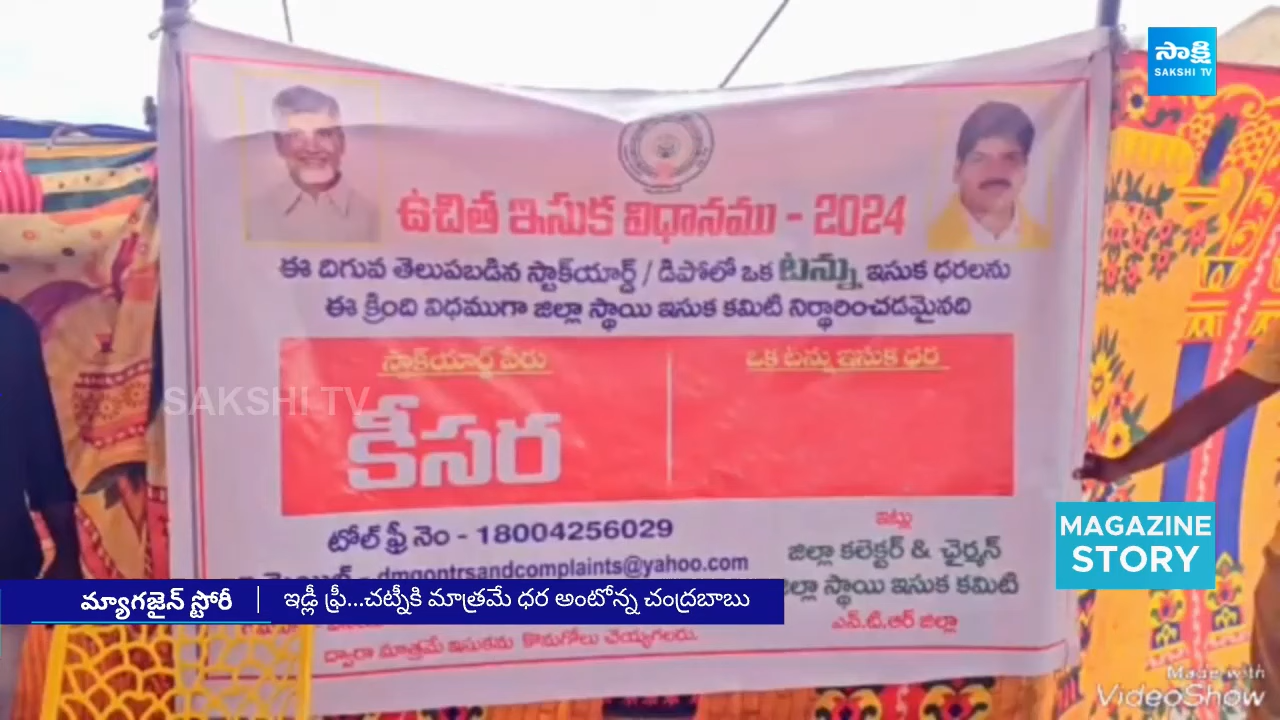 సాక్షి
SAKSHI TV
ఉచిత ఇసుక విధానము - 2024
ఈ దిగువ తెలుపబడిన స్టాక్‌యార్డ్ / డిపోలో ఒక టన్ను ఇసుక ధరలను
ఈ క్రింది విధముగా జిల్లా స్థాయి ఇసుక కమిటి నిర్థారించడమైనది
స్టాక్‌యార్డ్ పేరు
ఒక టన్ను ఇసుక ధర
SAKSHI TV
కీసర
టోల్ ఫ్రీ నెం - 18004256029
dmgontrsandcomplaints@yahoo.com
ఇట్లు
జిల్లా కలెక్టర్ & ఛైర్మన్
జిల్లా స్థాయి ఇసుక కమిటి
ఎన్.టి.ఆర్ జిల్లా
MAGAZINE
STORY
మ్యాగజైన్ స్టోరీ
ఇడ్లీ ఫ్రీ...చట్నీకి మాత్రమే ధర అంటోన్న చంద్రబాబు
ద్వారా మాత్రమే ఇసుకను కొనుగోలు చెయ్యగలరు.
Made with
VideoShow